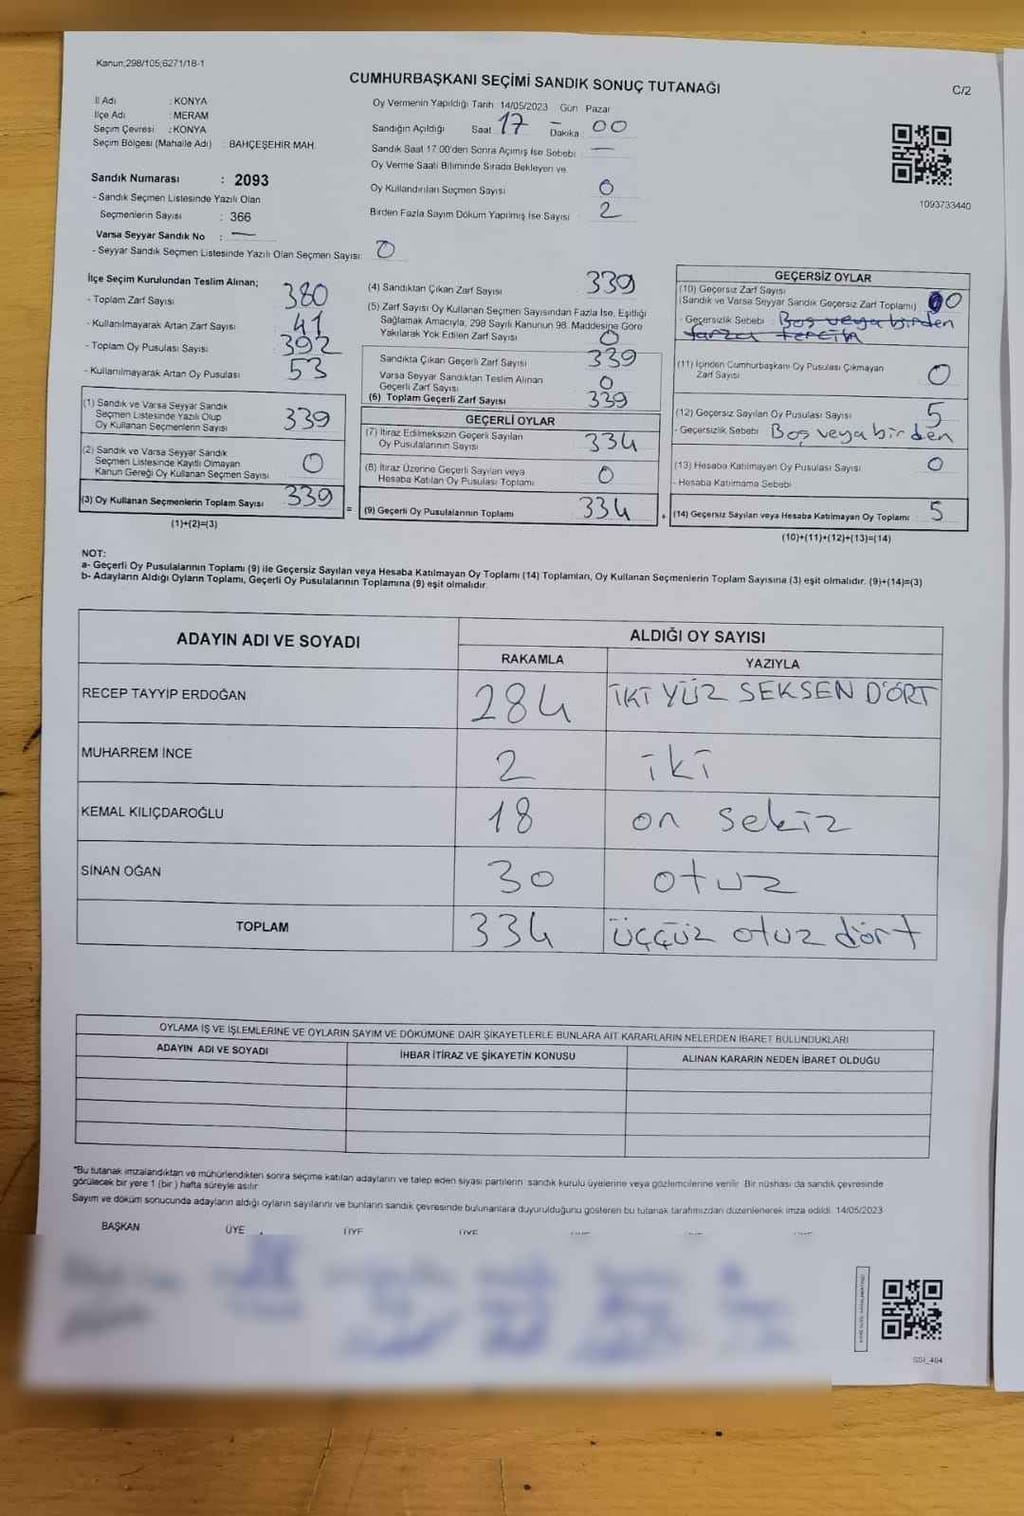 Kanun;298/105;6271/18-1
CUMHURBAŞKANI SEÇİMİ SANDIK SONUÇ TUTANAĞI
C/2
İl Adı : KONYA
İlçe Adı : MERAM
Seçim Çevresi : KONYA
Seçim Bölgesi (Mahalle Adı) : BAHÇEŞEHİR MAH.
Sandık Numarası : 2093
- Sandık Seçmen Listesinde Yazılı Olan
Seçmenlerin Sayısı : 366
Varsa Seyyar Sandık No : —
- Seyyar Sandık Seçmen Listesinde Yazılı Olan Seçmen Sayısı: 0
Oy Vermenin Yapıldığı Tarih 14/05/2023 Gün Pazar
Sandığın Açıldığı Saat 17 Dakika 00
Sandık Saat 17.00'den Sonra Açılmış İse Sebebi —
Oy Verme Saati Bitiminde Sırada Bekleyen ve
Oy Kullandırılan Seçmen Sayısı 0
Birden Fazla Sayım Döküm Yapılmış İse Sayısı 2
1093733440
İlçe Seçim Kurulundan Teslim Alınan;
- Toplam Zarf Sayısı 380
- Kullanılmayarak Artan Zarf Sayısı 41
- Toplam Oy Pusulası Sayısı 392
- Kullanılmayarak Artan Oy Pusulası 53
(1) Sandık ve Varsa Seyyar Sandık
Seçmen Listesinde Yazılı Olup
Oy Kullanan Seçmenlerin Sayısı 339
(2) Sandık ve Varsa Seyyar Sandık
Seçmen Listesinde Kayıtlı Olmayan
Kanun Gereği Oy Kullanan Seçmen Sayısı 0
(3) Oy Kullanan Seçmenlerin Toplam Sayısı 339
(1)+(2)=(3)
=
(4) Sandıktan Çıkan Zarf Sayısı 339
(5) Zarf Sayısı Oy Kullanan Seçmen Sayısından Fazla İse, Eşitliği
Sağlamak Amacıyla, 298 Sayılı Kanunun 98. Maddesine Göre
Yakılarak Yok Edilen Zarf Sayısı 0
Sandıkta Çıkan Geçerli Zarf Sayısı 339
Varsa Seyyar Sandıktan Teslim Alınan
Geçerli Zarf Sayısı 0
(6) Toplam Geçerli Zarf Sayısı 339
GEÇERLİ OYLAR
(7) İtiraz Edilmeksizin Geçerli Sayılan
Oy Pusulalarının Sayısı 334
(8) İtiraz Üzerine Geçerli Sayılan veya
Hesaba Katılan Oy Pusulası Toplamı 0
(9) Geçerli Oy Pusulalarının Toplamı 334
+
GEÇERSİZ OYLAR
(10) Geçersiz Zarf Sayısı
(Sandık ve Varsa Seyyar Sandık Geçersiz Zarf Toplamı) 0
- Geçersizlik Sebebi : Boş veya birden
farza tercih
(11) İçinden Cumhurbaşkanı Oy Pusulası Çıkmayan
Zarf Sayısı 0
(12) Geçersiz Sayılan Oy Pusulası Sayısı 5
- Geçersizlik Sebebi Boş veya birden
(13) Hesaba Katılmayan Oy Pusulası Sayısı 0
- Hesaba Katılmama Sebebi
(14) Geçersiz Sayılan veya Hesaba Katılmayan Oy Toplamı 5
(10)+(11)+(12)+(13)=(14)
NOT:
a- Geçerli Oy Pusulalarının Toplamı (9) ile Geçersiz Sayılan veya Hesaba Katılmayan Oy Toplamı (14) Toplamları, Oy Kullanan Seçmenlerin Toplam Sayısına (3) eşit olmalıdır. (9)+(14)=(3)
b- Adayların Aldığı Oyların Toplamı, Geçerli Oy Pusulalarının Toplamına (9) eşit olmalıdır.
ADAYIN ADI VE SOYADI ALDIĞI OY SAYISI
RAKAMLA YAZIYLA
RECEP TAYYİP ERDOĞAN 284 İKİ YÜZ SEKSEN DÖRT
MUHARREM İNCE 2 iki
KEMAL KILIÇDAROĞLU 18 on sekiz
SİNAN OĞAN 30 otuz
TOPLAM 334 üççüz otuz dört
OYLAMA İŞ VE İŞLEMLERİNE VE OYLARIN SAYIM VE DÖKÜMÜNE DAİR ŞİKAYETLERLE BUNLARA AİT KARARLARIN NELERDEN İBARET BULUNDUKLARI
ADAYIN ADI VE SOYADI İHBAR İTİRAZ VE ŞİKAYETİN KONUSU ALINAN KARARIN NEDEN İBARET OLDUĞU
*Bu tutanak imzalandıktan ve mühürlendikten sonra seçime katılan adayların ve talep eden siyasi partilerin sandık kurulu üyelerine veya gözlemcilerine verilir. Bir nüshası da sandık çevresinde
görülecek bir yere 1 (bir) hafta süreyle asılır.
Sayım ve döküm sonucunda adayların aldığı oyların sayılarını ve bunların sandık çevresinde bulunanlara duyurulduğunu gösteren bu tutanak tarafımızdan düzenlenerek imza edildi. 14/05/2023
BAŞKAN ÜYE ÜYE ÜYE